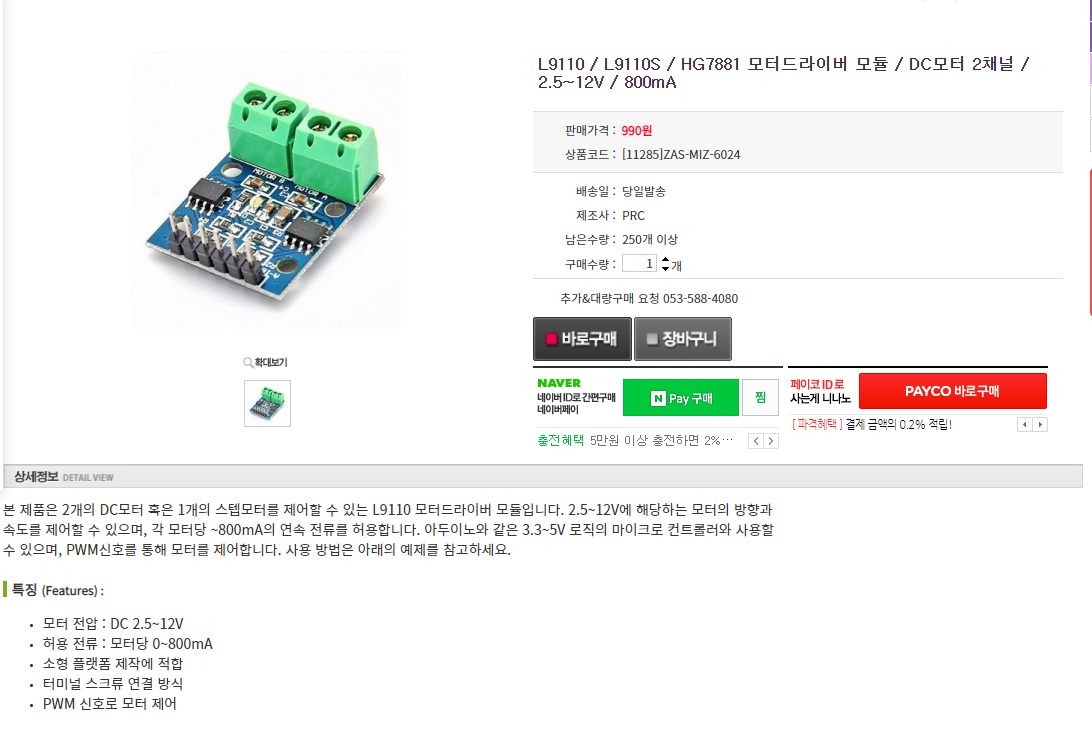 L9110 / L9110S / HG7881 모터드라이버 모듈 / DC모터 2채널 /
2.5~12V / 800mA
판매가격 : 990원
상품코드 : [11285]ZAS-MIZ-6024
배송일 : 당일발송
제조사 : PRC
남은수량 : 250개 이상
구매수량 : 1 개
추가&대량구매 요청 053-588-4080
바로구매 장바구니
MOTOR B MOTOR A
확대보기
NAVER
네이버 ID로 간편구매
네이버페이
N Pay 구매 찜
충전혜택 5만원 이상 충전하면 2%···
페이코 ID로
사는게 니나노
PAYCO 바로구매
[ 파격혜택 ] 결제 금액의 0.2% 적립!
상세정보 DETAIL VIEW
본 제품은 2개의 DC모터 혹은 1개의 스텝모터를 제어할 수 있는 L9110 모터드라이버 모듈입니다. 2.5~12V에 해당하는 모터의 방향과
속도를 제어할 수 있으며, 각 모터당 ~800mA의 연속 전류를 허용합니다. 아두이노와 같은 3.3~5V 로직의 마이크로 컨트롤러와 사용할
수 있으며, PWM신호를 통해 모터를 제어합니다. 사용 방법은 아래의 예제를 참고하세요.
특징 (Features) :
• 모터 전압 : DC 2.5~12V
• 허용 전류 : 모터당 0~800mA
• 소형 플랫폼 제작에 적합
• 터미널 스크류 연결 방식
• PWM 신호로 모터 제어